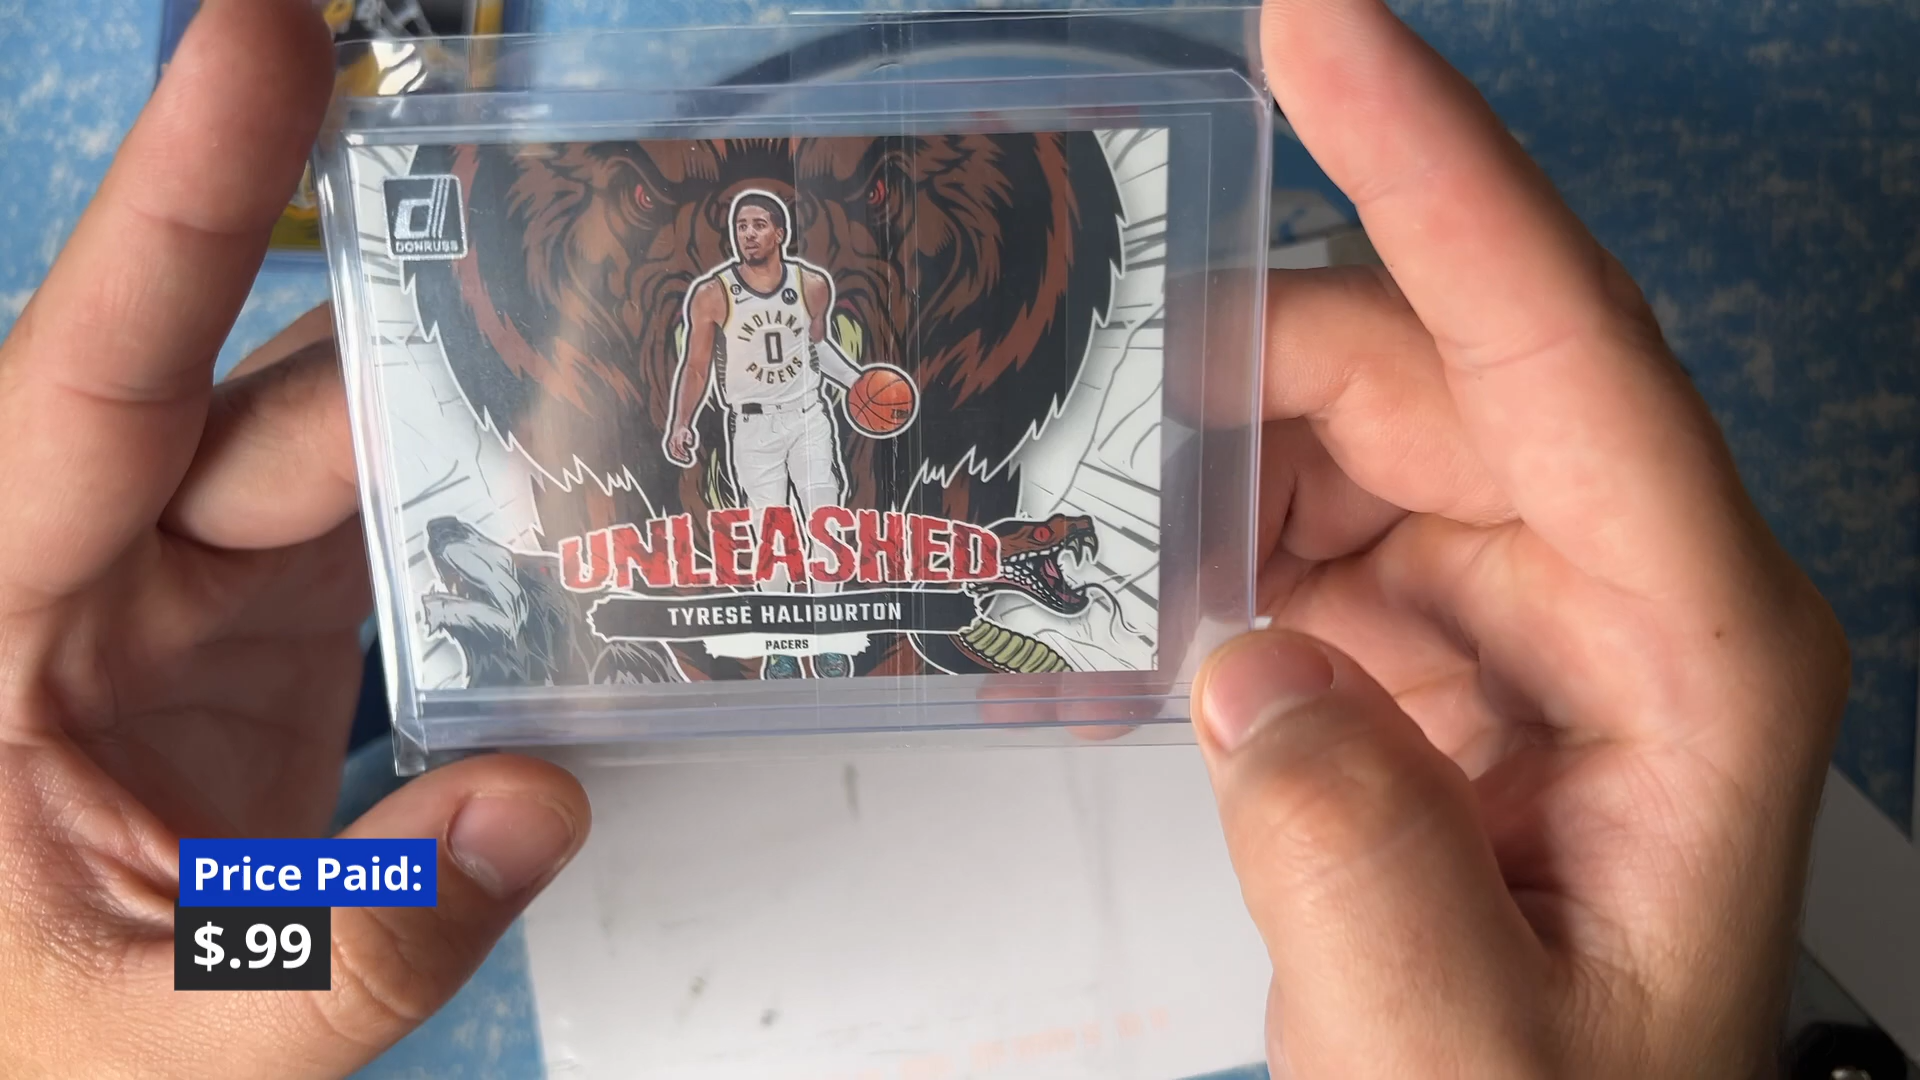 DONRUSS
INDIANA
0
PACERS
UNLEASHED
TYRESE HALIBURTON
PACERS
Price Paid:
$.99